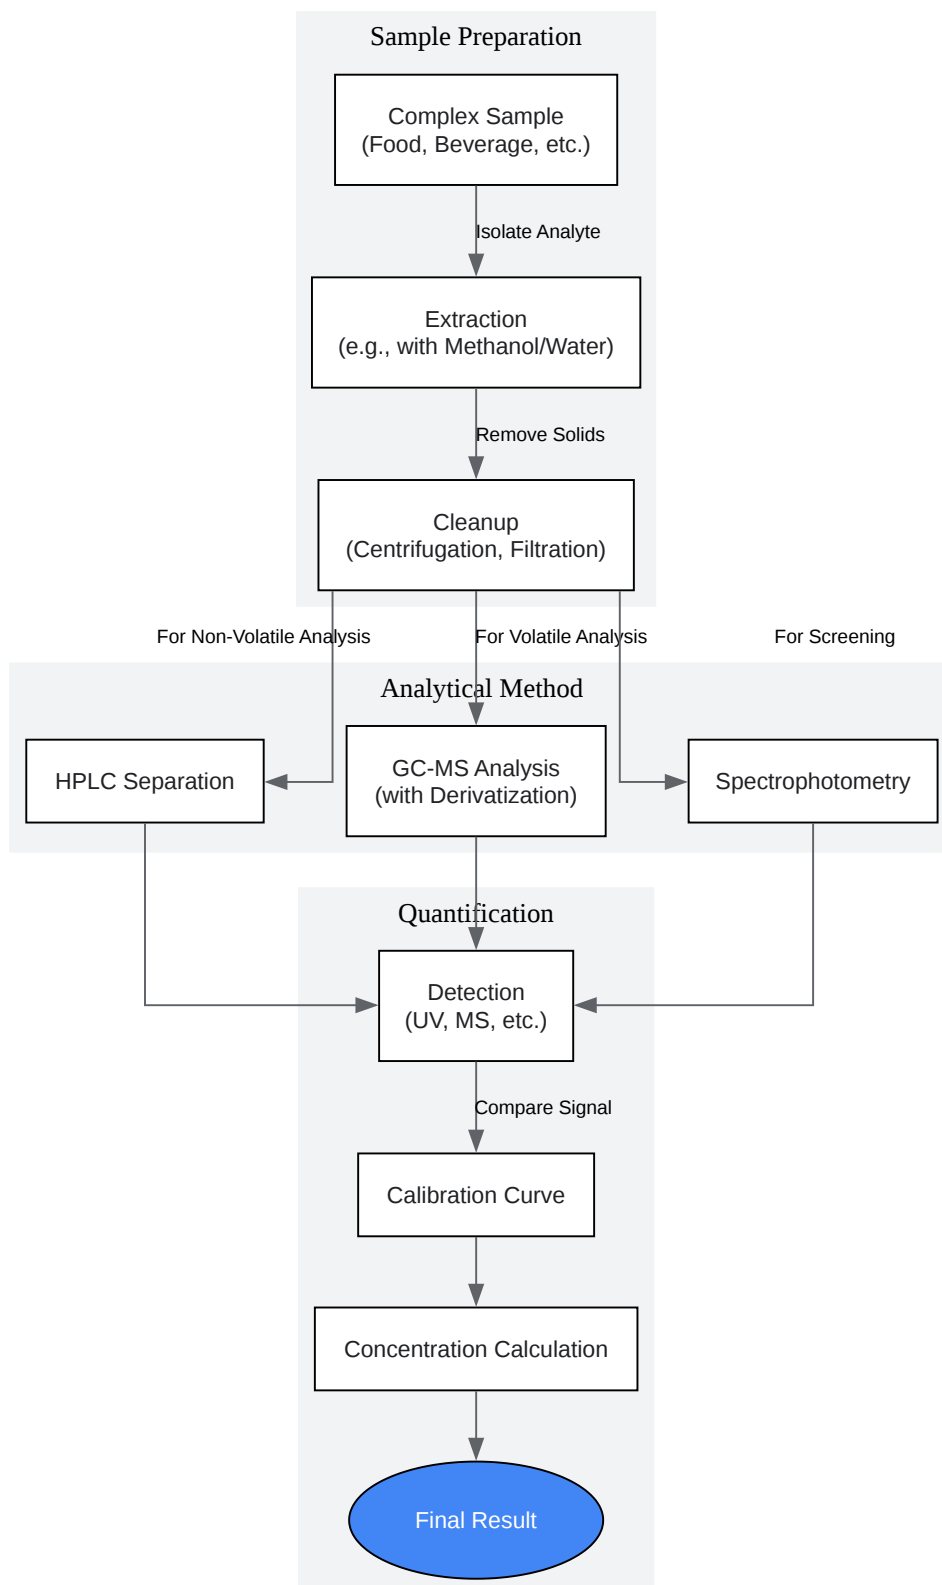 Sample Preparation
Complex Sample
(Food, Beverage, etc.)
Isolate Analyte
Extraction
(e.g., with Methanol/Water)
Remove Solids
Cleanup
(Centrifugation, Filtration)
For Non-Volatile Analysis
For Volatile Analysis
For Screening
Analytical Method
HPLC Separation
GC-MS Analysis
(with Derivatization)
Spectrophotometry
Quantification
Detection
(UV, MS, etc.)
Compare Signal
Calibration Curve
Concentration Calculation
Final Result